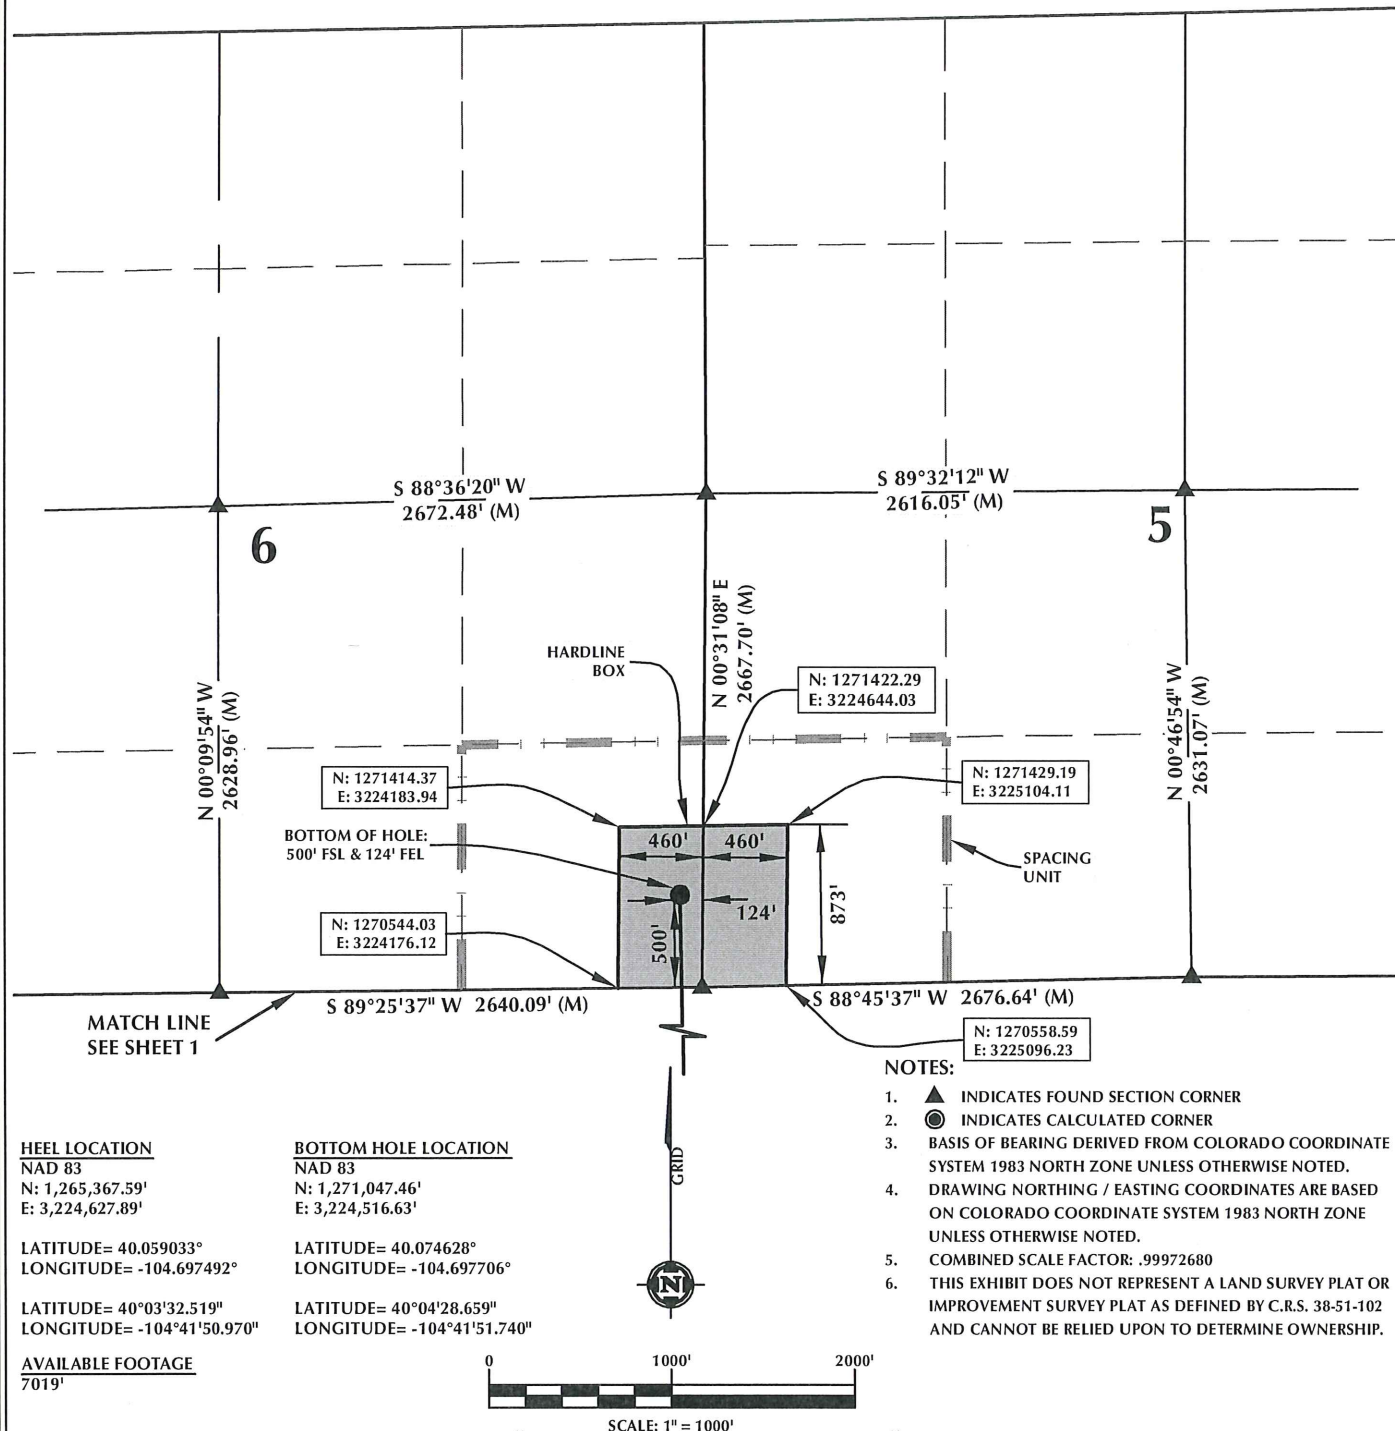 S 88°36'20" W
2672.48' (M)
S 89°32'12" W
2616.05' (M)
6
5
N 00°31'08" E
2667.70' (M)
HARDLINE
BOX
N: 1271422.29
E: 3224644.03
N 00°09'54" W
2628.96' (M)
N 00°46'54" W
2631.07' (M)
N: 1271414.37
E: 3224183.94
N: 1271429.19
E: 3225104.11
BOTTOM OF HOLE:
500' FSL & 124' FEL
460'
460'
SPACING
UNIT
873'
124'
500'
N: 1270544.03
E: 3224176.12
S 89°25'37" W 2640.09' (M)
S 88°45'37" W 2676.64' (M)
MATCH LINE
SEE SHEET 1
N: 1270558.59
E: 3225096.23
NOTES:
1. ▲ INDICATES FOUND SECTION CORNER
2. INDICATES CALCULATED CORNER
3. BASIS OF BEARING DERIVED FROM COLORADO COORDINATE
SYSTEM 1983 NORTH ZONE UNLESS OTHERWISE NOTED.
4. DRAWING NORTHING / EASTING COORDINATES ARE BASED
ON COLORADO COORDINATE SYSTEM 1983 NORTH ZONE
UNLESS OTHERWISE NOTED.
5. COMBINED SCALE FACTOR: .99972680
6. THIS EXHIBIT DOES NOT REPRESENT A LAND SURVEY PLAT OR
IMPROVEMENT SURVEY PLAT AS DEFINED BY C.R.S. 38-51-102
AND CANNOT BE RELIED UPON TO DETERMINE OWNERSHIP.
GRID
N
HEEL LOCATION
NAD 83
N: 1,265,367.59'
E: 3,224,627.89'
LATITUDE= 40.059033°
LONGITUDE= -104.697492°
LATITUDE= 40°03'32.519"
LONGITUDE= -104°41'50.970"
AVAILABLE FOOTAGE
7019'
BOTTOM HOLE LOCATION
NAD 83
N: 1,271,047.46'
E: 3,224,516.63'
LATITUDE= 40.074628°
LONGITUDE= -104.697706°
LATITUDE= 40°04'28.659"
LONGITUDE= -104°41'51.740"
0 1000' 2000'
SCALE: 1" = 1000'